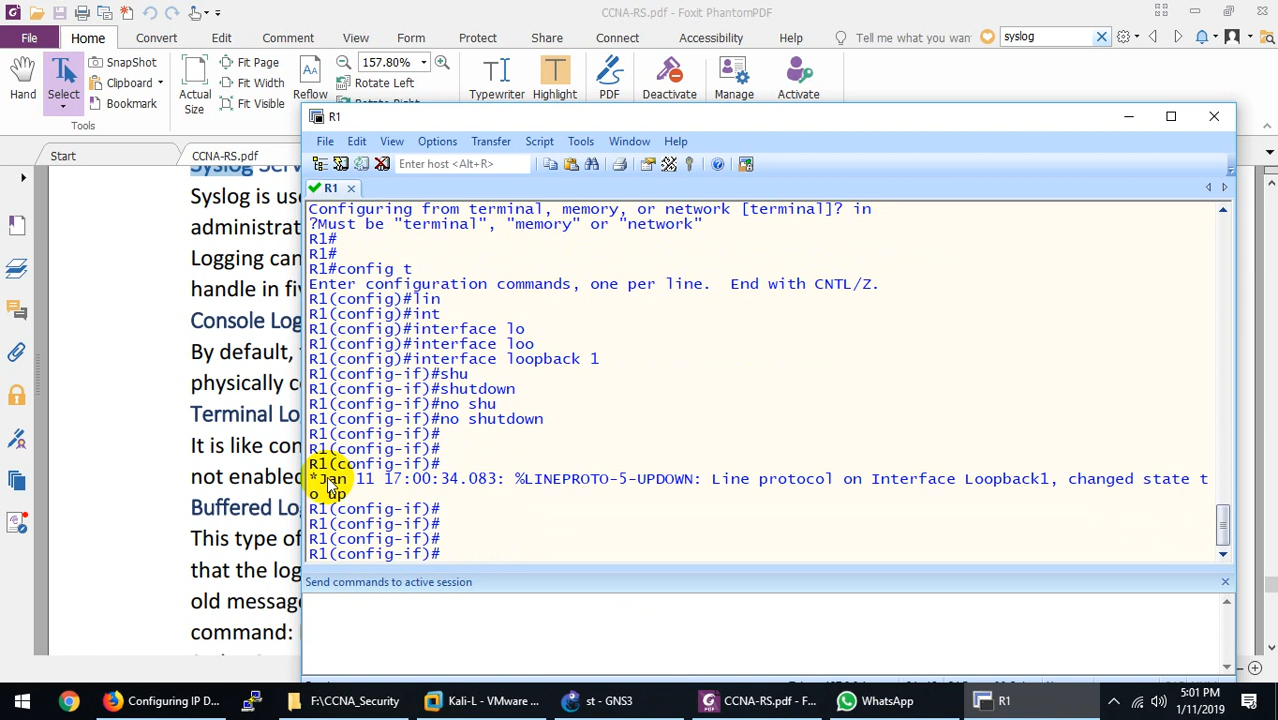 CCNA-RS.pdf - Foxit PhantomPDF
File Home Convert Edit Comment View Form Protect Share Connect Accessibility Help Tell me what you want syslog
Hand
Select
SnapShot
Clipboard
Bookmark
Tools
Actual Size
Fit Page
Fit Width
Fit Visible
Reflow
157.80%
Rotate Left
Typewriter
Highlight
PDF
Deactivate
Manage
Activate
Start
CCNA-RS.pdf
Syslog
Syslog is use
administrat
Logging can
handle in fiv
Console Log
By default,
physically co
Terminal Lo
It is like con
not enabled
Buffered Log
This type of
that the log
old message
command:
R1
File Edit View Options Transfer Script Tools Window Help
Enter host <Alt+R>
R1
Configuring from terminal, memory, or network [terminal]? in
?Must be "terminal", "memory" or "network"
R1#
R1#
R1#config t
Enter configuration commands, one per line.  End with CNTL/Z.
R1(config)#lin
R1(config)#int
R1(config)#interface lo
R1(config)#interface loo
R1(config)#interface loopback 1
R1(config-if)#shu
R1(config-if)#shutdown
R1(config-if)#no shu
R1(config-if)#no shutdown
R1(config-if)#
R1(config-if)#
R1(config-if)#
*Jan 11 17:00:34.083: %LINEPROTO-5-UPDOWN: Line protocol on Interface Loopback1, changed state t
o up
R1(config-if)#
R1(config-if)#
R1(config-if)#
R1(config-if)#
Send commands to active session
Configuring IP D...
F:\CCNA_Security
Kali-L - VMware ...
st - GNS3
CCNA-RS.pdf - F...
WhatsApp
R1
5:01 PM
1/11/2019